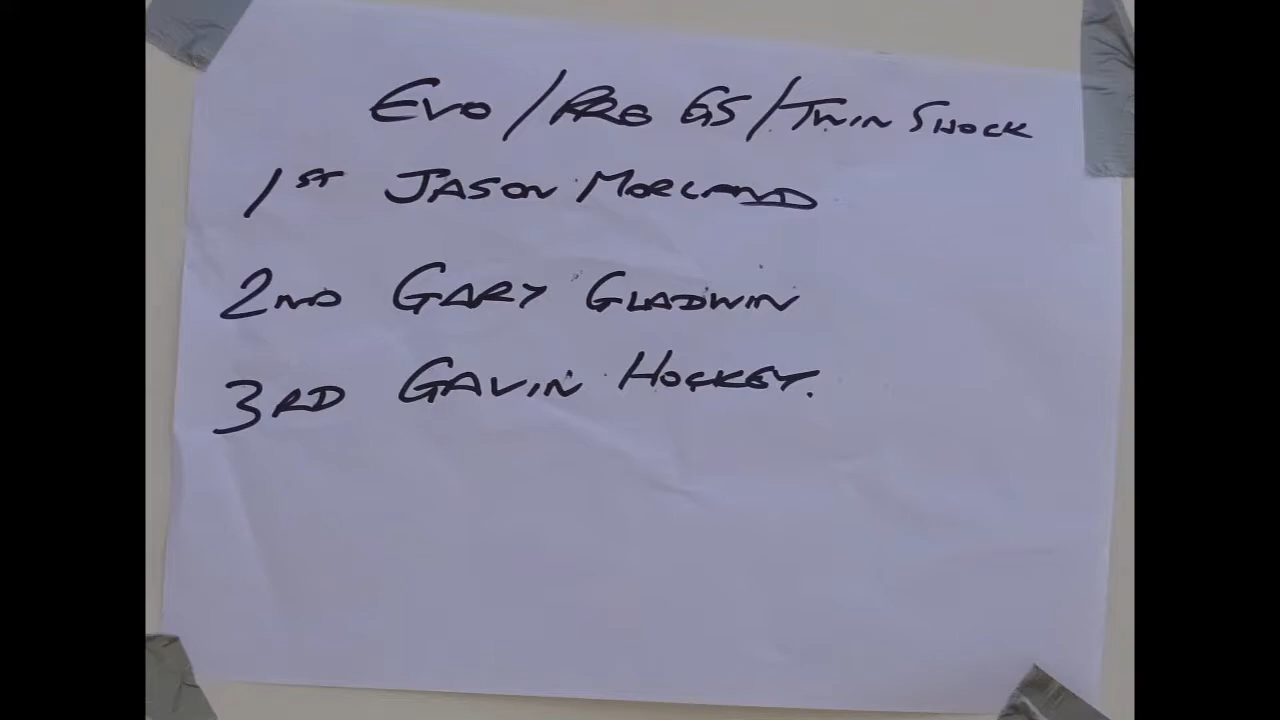 EVO / PRE 65 / TWIN SHOCK
1ST JASON MORLAND
2ND GARY GLADWIN
3RD GAVIN HOCKEY.